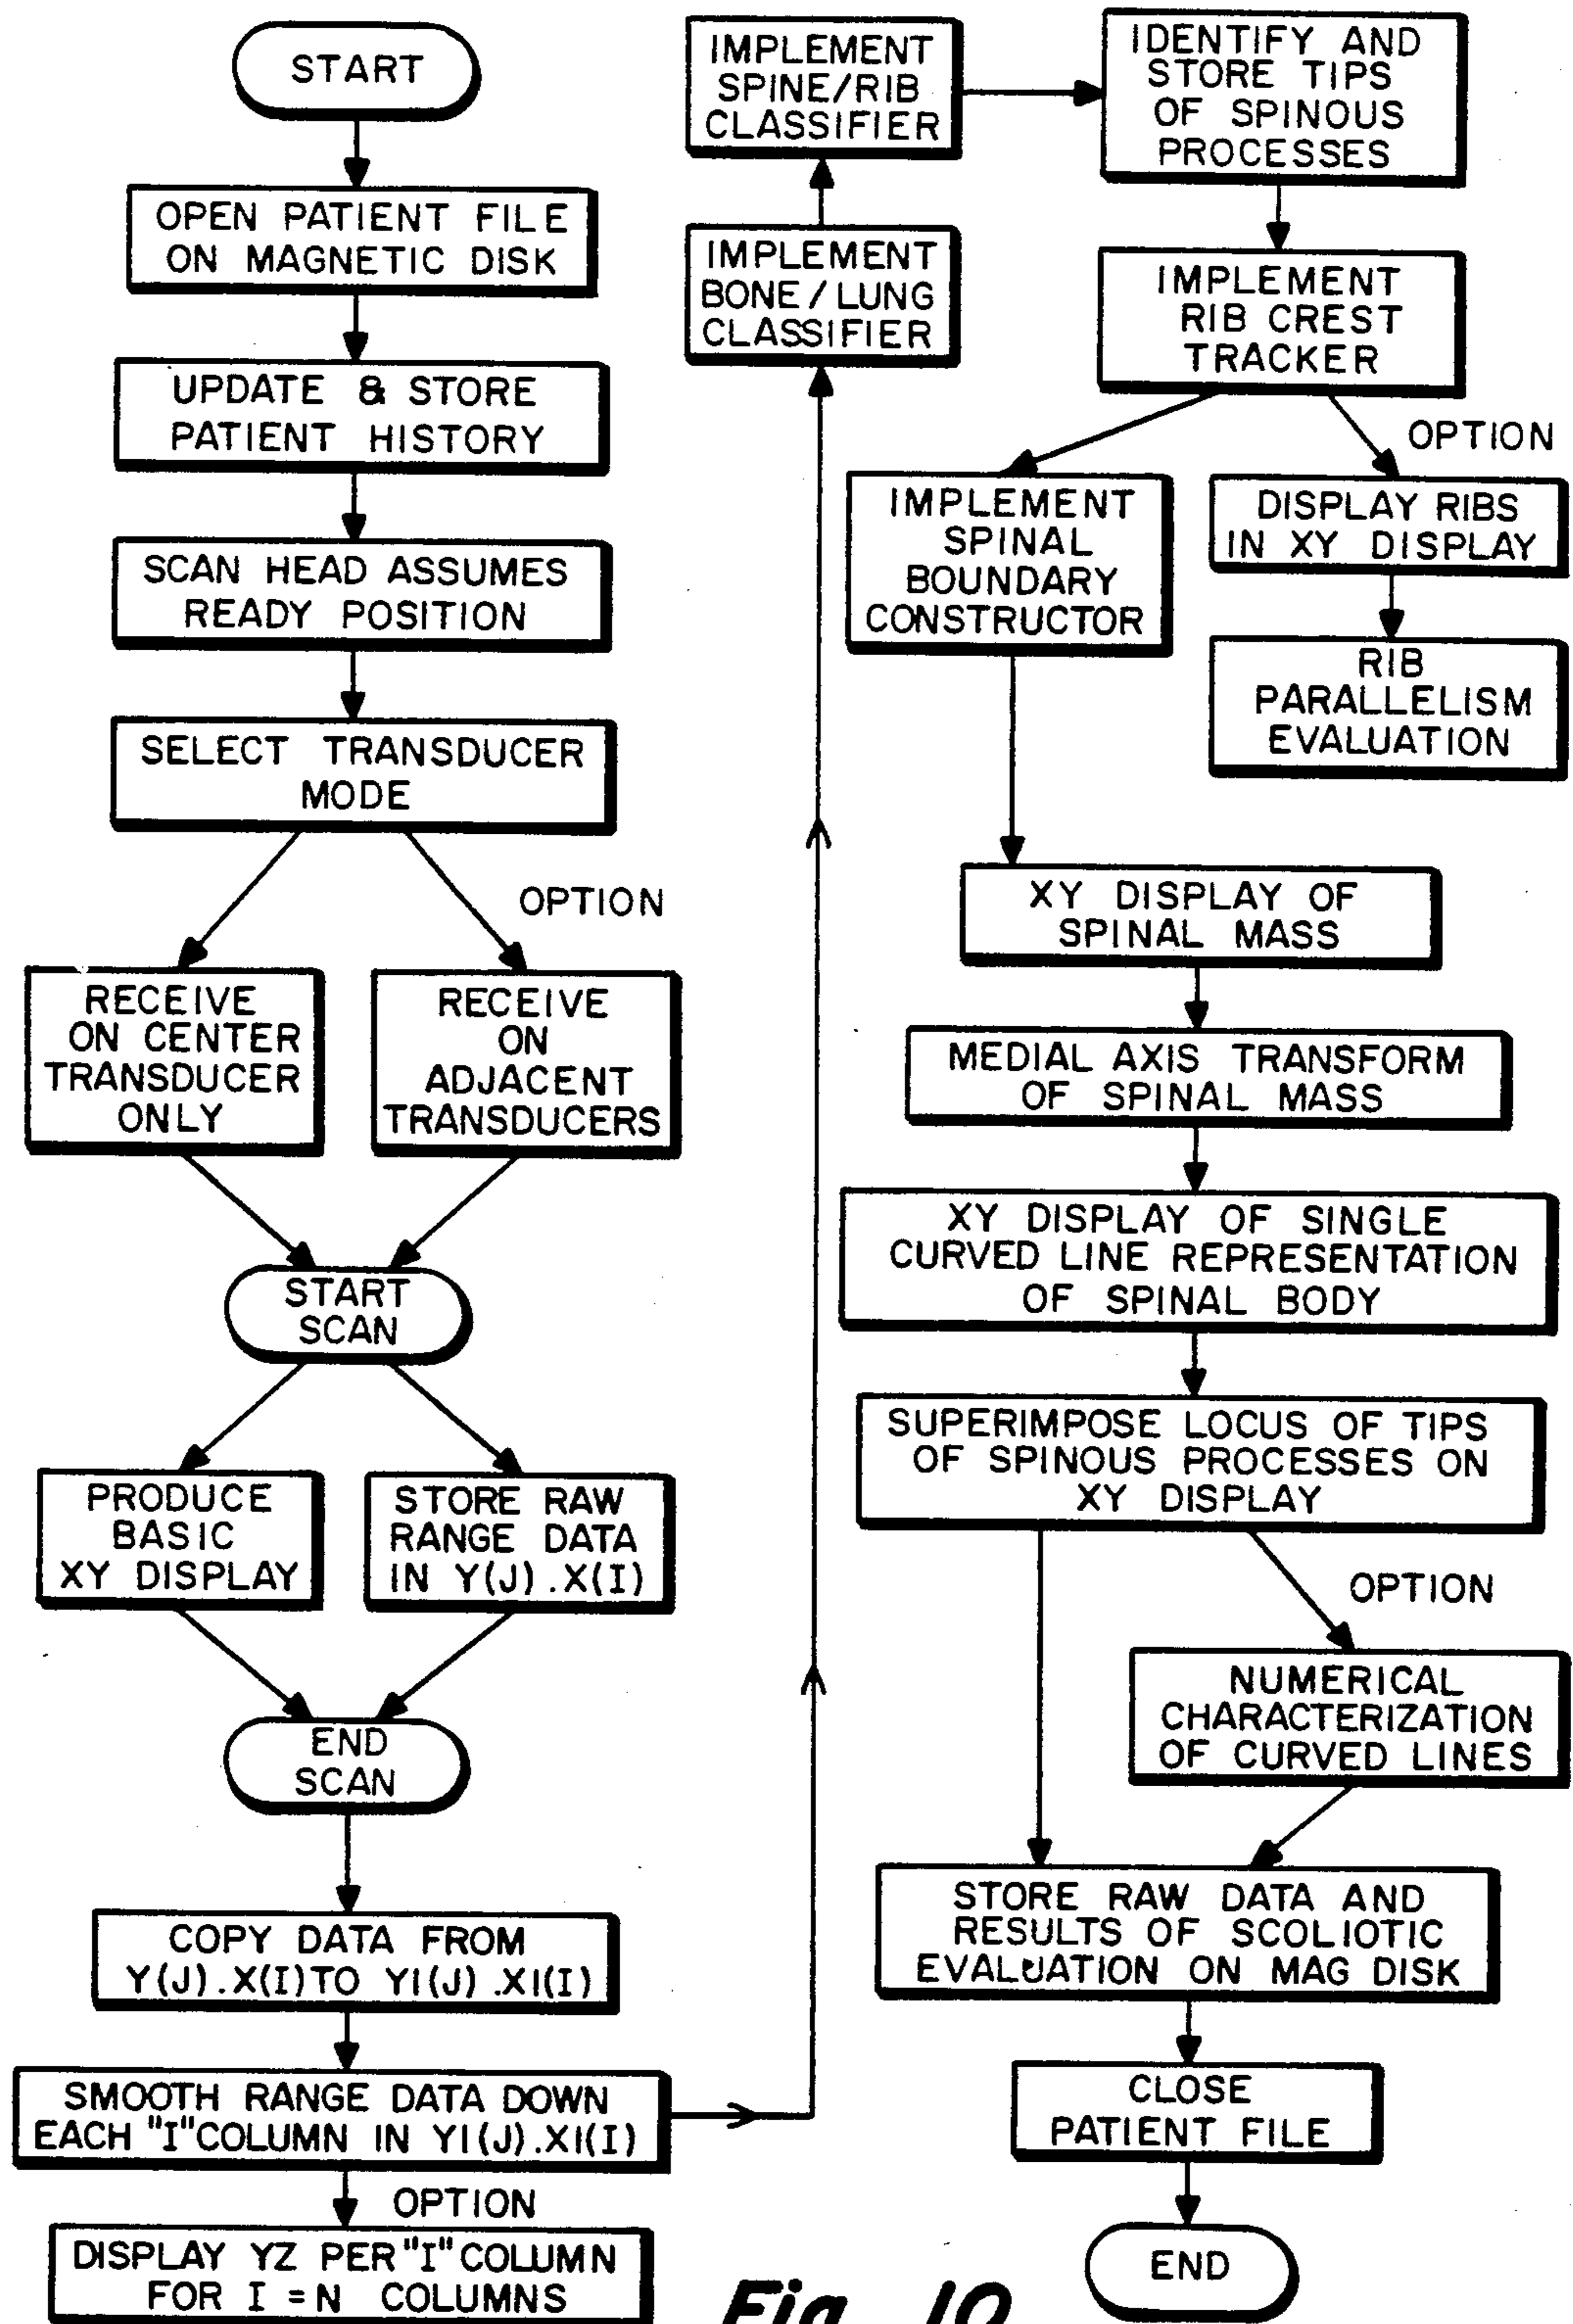 START
OPEN PATIENT FILE
ON MAGNETIC DISK
UPDATE & STORE
PATIENT HISTORY
SCAN HEAD ASSUMES
READY POSITION
SELECT TRANSDUCER
MODE
OPTION
RECEIVE
ON CENTER
TRANSDUCER
ONLY
RECEIVE
ON
ADJACENT
TRANSDUCERS
START
SCAN
PRODUCE
BASIC
XY DISPLAY
STORE RAW
RANGE DATA
IN Y(J).X(I)
END
SCAN
COPY DATA FROM
Y(J).X(I) TO Y1(J).X1(I)
SMOOTH RANGE DATA DOWN
EACH "I" COLUMN IN Y1(J).X1(I)
OPTION
DISPLAY YZ PER "I" COLUMN
FOR I = N COLUMNS
IMPLEMENT
BONE/LUNG
CLASSIFIER
IMPLEMENT
SPINE/RIB
CLASSIFIER
IDENTIFY AND
STORE TIPS
OF SPINOUS
PROCESSES
IMPLEMENT
RIB CREST
TRACKER
OPTION
IMPLEMENT
SPINAL
BOUNDARY
CONSTRUCTOR
DISPLAY RIBS
IN XY DISPLAY
RIB
PARALLELISM
EVALUATION
XY DISPLAY OF
SPINAL MASS
MEDIAL AXIS TRANSFORM
OF SPINAL MASS
XY DISPLAY OF SINGLE
CURVED LINE REPRESENTATION
OF SPINAL BODY
SUPERIMPOSE LOCUS OF TIPS
OF SPINOUS PROCESSES ON
XY DISPLAY
OPTION
NUMERICAL
CHARACTERIZATION
OF CURVED LINES
STORE RAW DATA AND
RESULTS OF SCOLIOTIC
EVALUATION ON MAG DISK
CLOSE
PATIENT FILE
END
Fig. 10